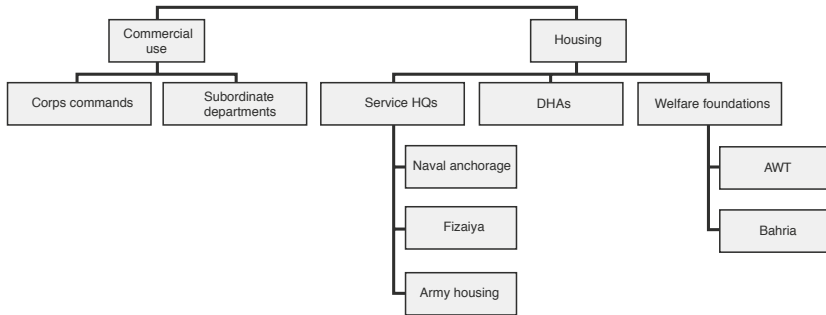 Commercial
use
Housing
Corps commands
Subordinate
departments
Service HQs
DHAs
Welfare foundations
Naval anchorage
AWT
Fizaiya
Bahria
Army housing